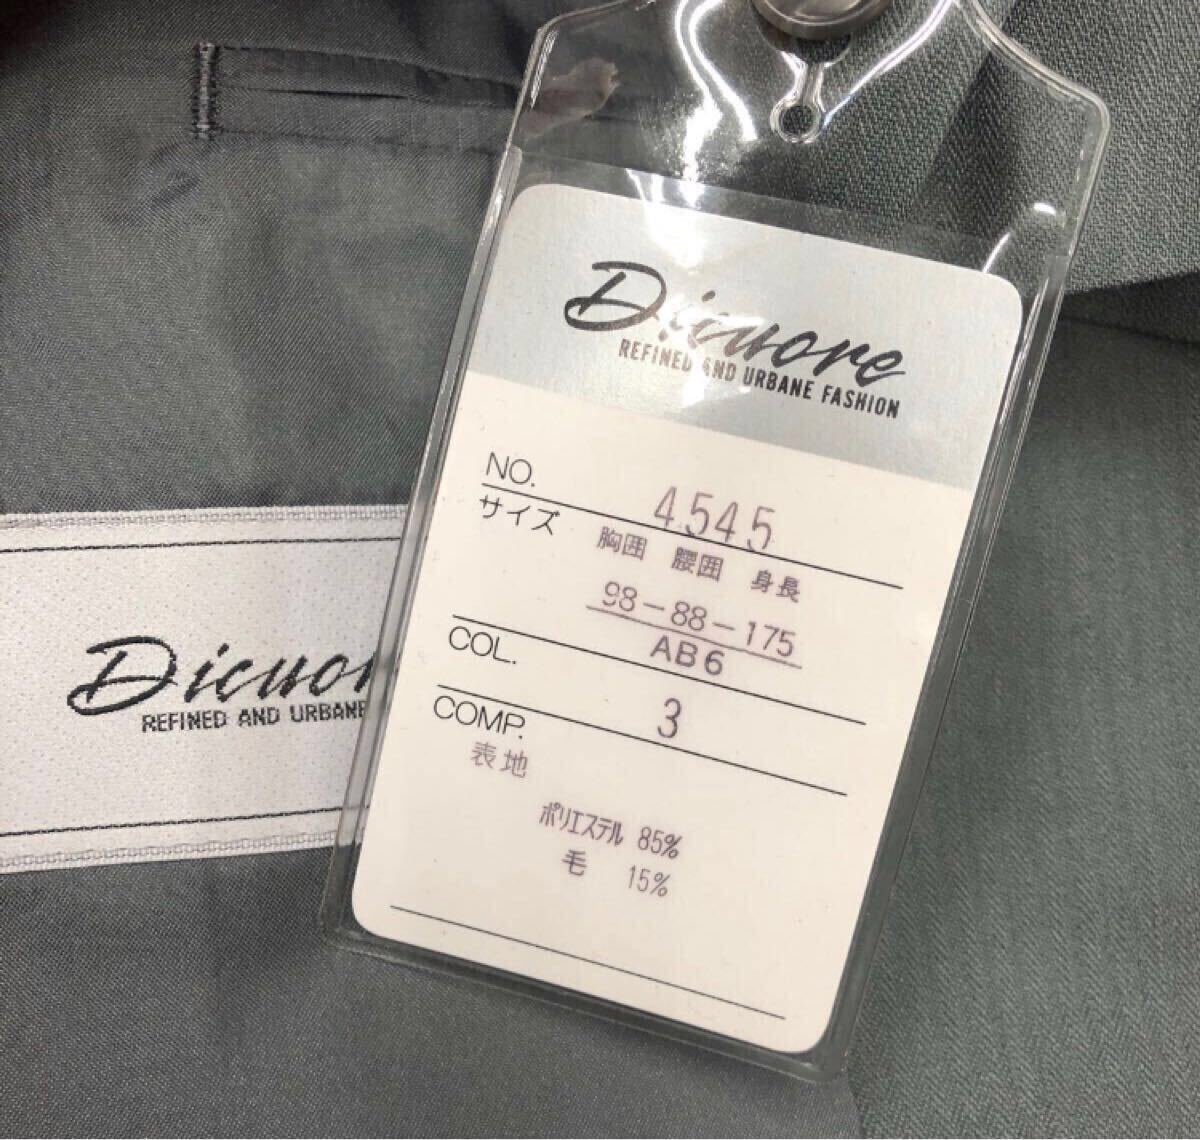 Dicuore
REFINED AND URBANE FASHION
NO. 4545
サイズ 胸囲 腰囲 身長
98-88-175
AB6
COL. 3
COMP.
表地
ポリエステル 85%
毛 15%
Dicuor
REFINED AND URBANE